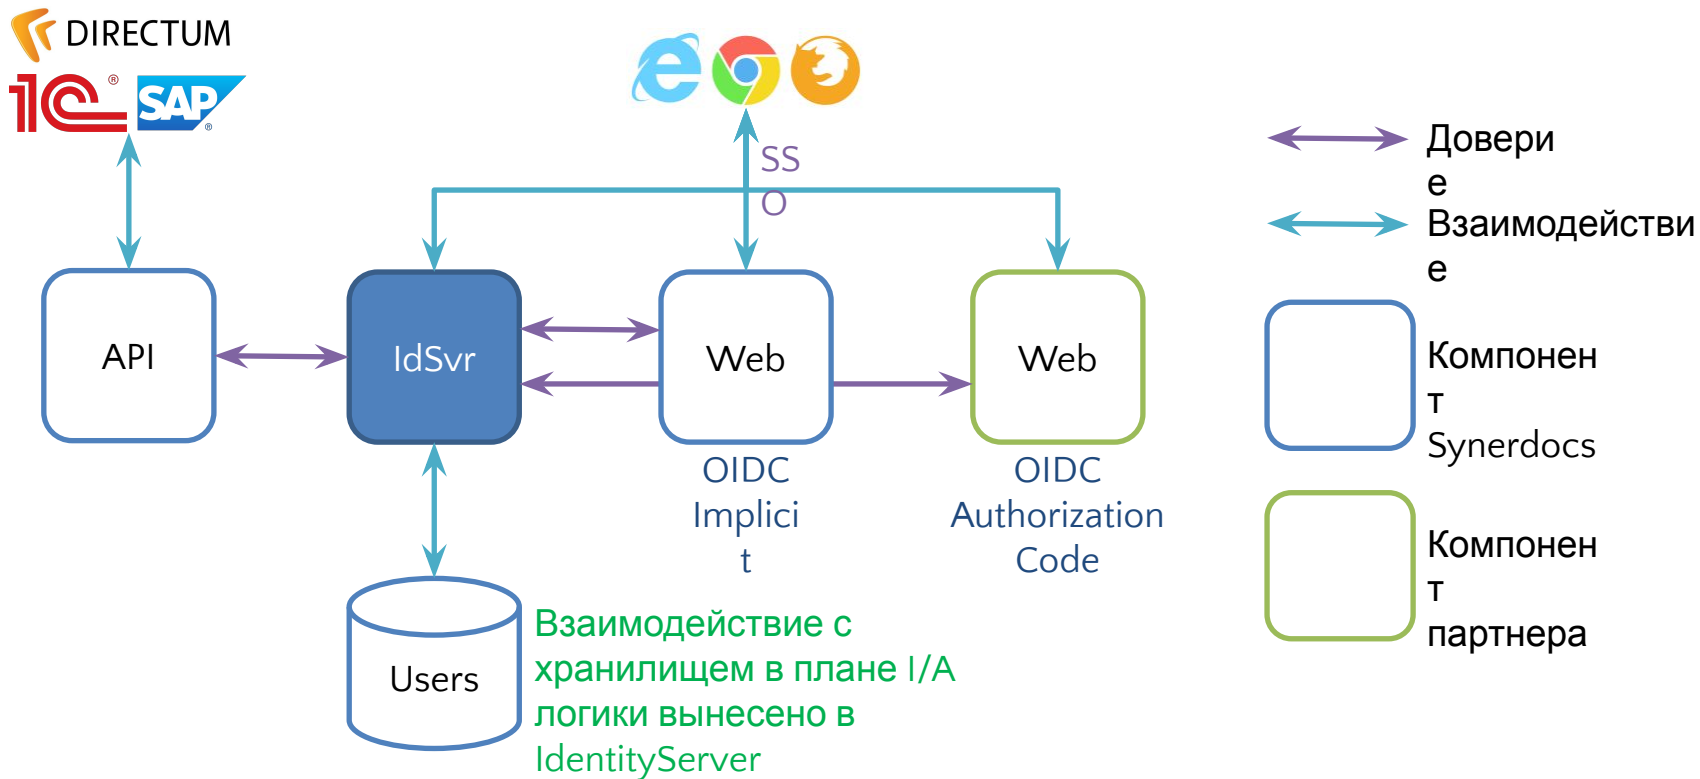 DIRECTUM
1С®
SAP®
SS
O
Довери
е
Взаимодействи
е
API
IdSvr
Web
Web
Компонен
т
Synerdocs
OIDC
Implici
t
OIDC
Authorization
Code
Компонен
т
партнера
Users
Взаимодействие с
хранилищем в плане I/A
логики вынесено в
IdentityServer